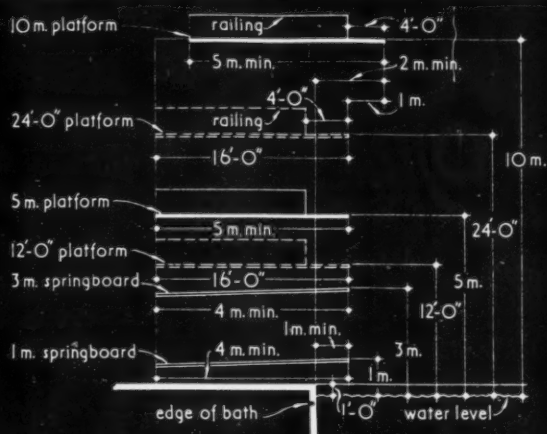 10 m. platform railing 4'-0"
5 m. min. 2 m. min.
4'-0" 1 m.
24'-0" platform railing
16'-0" 10 m.
5 m. platform
5 m. min. 24'-0"
12'-0" platform
3 m. springboard 16'-0" 5 m.
4 m. min. 12'-0"
1 m. min.
1 m. springboard 4 m. min. 3 m.
1 m.
edge of bath 1'-0" water level